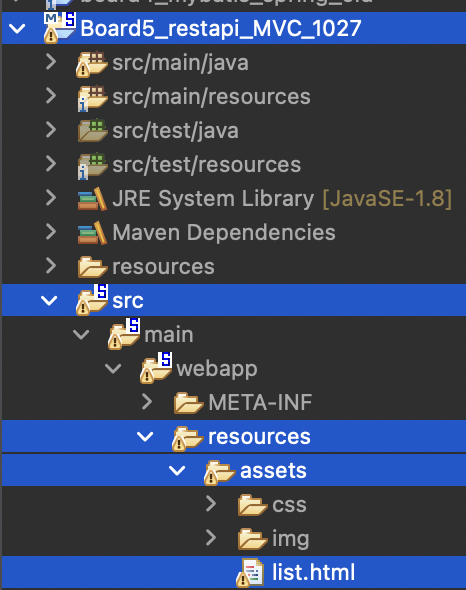 Board5_restapi_MVC_1027
src/main/java
src/main/resources
src/test/java
src/test/resources
JRE System Library [JavaSE-1.8]
Maven Dependencies
resources
src
main
webapp
META-INF
resources
assets
css
img
list.html